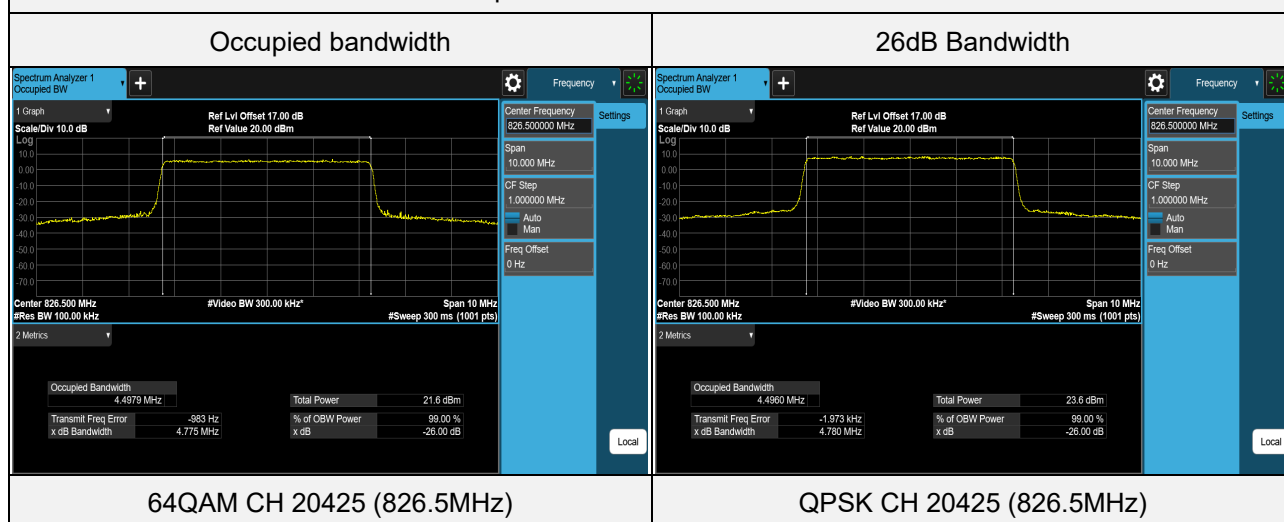 Occupied bandwidth
26dB Bandwidth
Spectrum Analyzer 1
Occupied BW
+
Frequency
1 Graph
Ref Lvl Offset 17.00 dB
Scale/Div 10.0 dB
Ref Value 20.00 dBm
Log
10.0
0.00
-10.0
-20.0
-30.0
-40.0
-50.0
-60.0
-70.0
Center 826.500 MHz
#Video BW 300.00 kHz*
Span 10 MHz
#Res BW 100.00 kHz
#Sweep 300 ms (1001 pts)
Center Frequency
826.500000 MHz
Settings
Span
10.000 MHz
CF Step
1.000000 MHz
Auto
Man
Freq Offset
0 Hz
Local
2 Metrics
Occupied Bandwidth
4.4979 MHz
Total Power 21.6 dBm
Transmit Freq Error -983 Hz
% of OBW Power 99.00 %
x dB Bandwidth 4.775 MHz
x dB -26.00 dB
Spectrum Analyzer 1
Occupied BW
+
Frequency
1 Graph
Ref Lvl Offset 17.00 dB
Scale/Div 10.0 dB
Ref Value 20.00 dBm
Log
10.0
0.00
-10.0
-20.0
-30.0
-40.0
-50.0
-60.0
-70.0
Center 826.500 MHz
#Video BW 300.00 kHz*
Span 10 MHz
#Res BW 100.00 kHz
#Sweep 300 ms (1001 pts)
Center Frequency
826.500000 MHz
Settings
Span
10.000 MHz
CF Step
1.000000 MHz
Auto
Man
Freq Offset
0 Hz
Local
2 Metrics
Occupied Bandwidth
4.4960 MHz
Total Power 23.6 dBm
Transmit Freq Error -1.973 kHz
% of OBW Power 99.00 %
x dB Bandwidth 4.780 MHz
x dB -26.00 dB
64QAM CH 20425 (826.5MHz)
QPSK CH 20425 (826.5MHz)